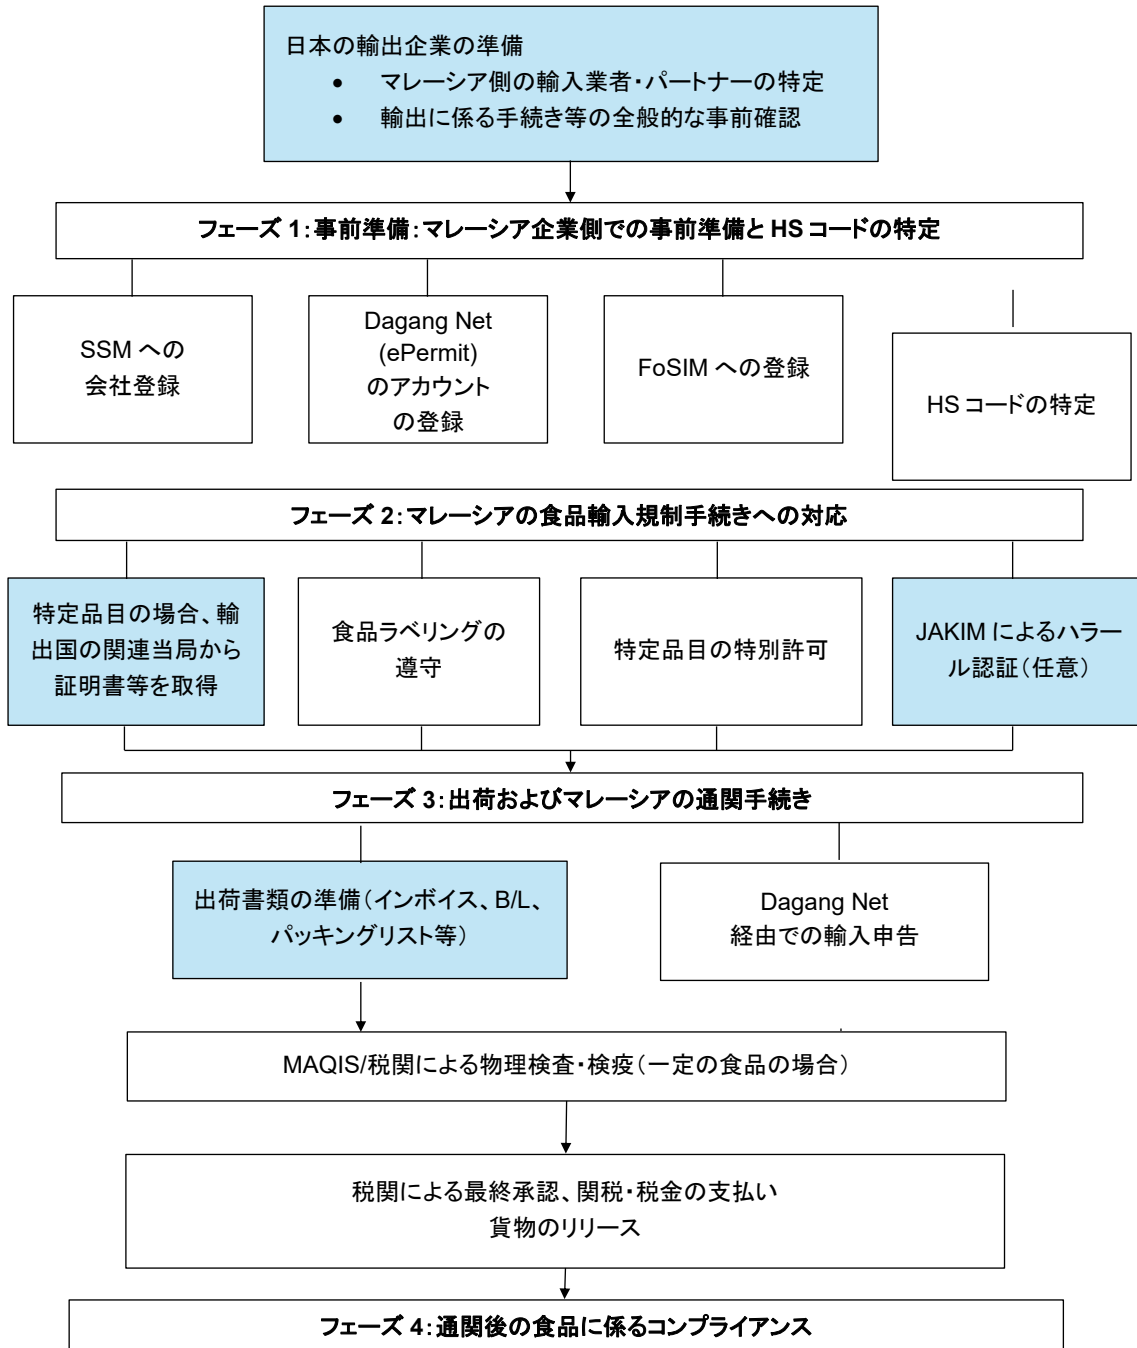 日本の輸出企業の準備
• マレーシア側の輸入業者・パートナーの特定
• 輸出に係る手続き等の全般的な事前確認
フェーズ 1：事前準備：マレーシア企業側での事前準備と HS コードの特定
SSM への
会社登録
Dagang Net
(ePermit)
のアカウント
の登録
FoSIM への登録
HS コードの特定
フェーズ 2：マレーシアの食品輸入規制手続きへの対応
特定品目の場合、輸
出国の関連当局から
証明書等を取得
食品ラベリングの
遵守
特定品目の特別許可
JAKIM によるハラー
ル認証（任意）
フェーズ 3：出荷およびマレーシアの通関手続き
出荷書類の準備（インボイス、B/L、
パッキングリスト等）
Dagang Net
経由での輸入申告
MAQIS/税関による物理検査・検疫（一定の食品の場合）
税関による最終承認、関税・税金の支払い
貨物のリリース
フェーズ 4：通関後の食品に係るコンプライアンス